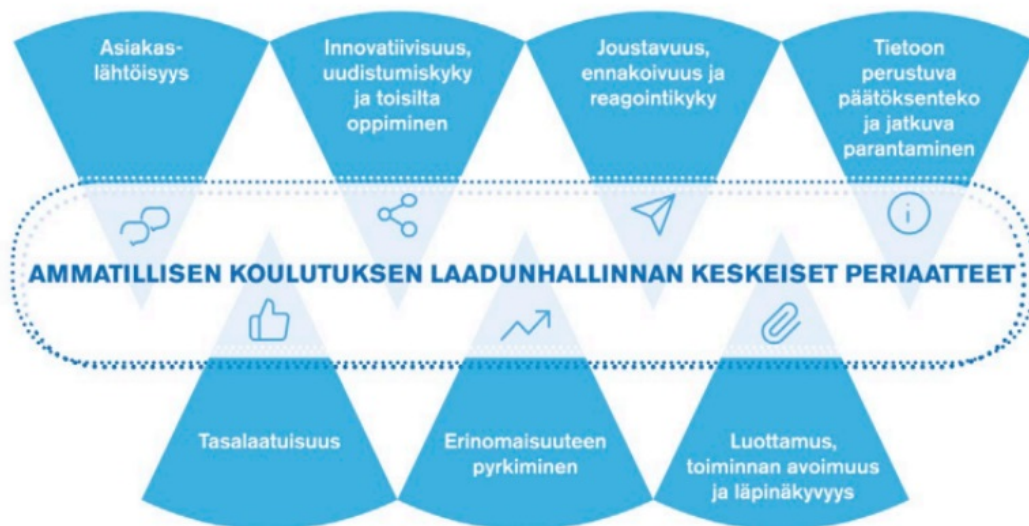 Asiakas-
lähtöisyys
Innovatiivisuus,
uudistumiskyky
ja toisilta
oppiminen
Joustavuus,
ennakoivuus ja
reagointikyky
Tietoon
perustuva
päätöksenteko
ja jatkuva
parantaminen
AMMATILLISEN KOULUTUKSEN LAADUNHALLINNAN KESKEISET PERIAATTEET
Tasalaatuisuus
Erinomaisuuteen
pyrkiminen
Luottamus,
toiminnan avoimuus
ja läpinäkyvyys